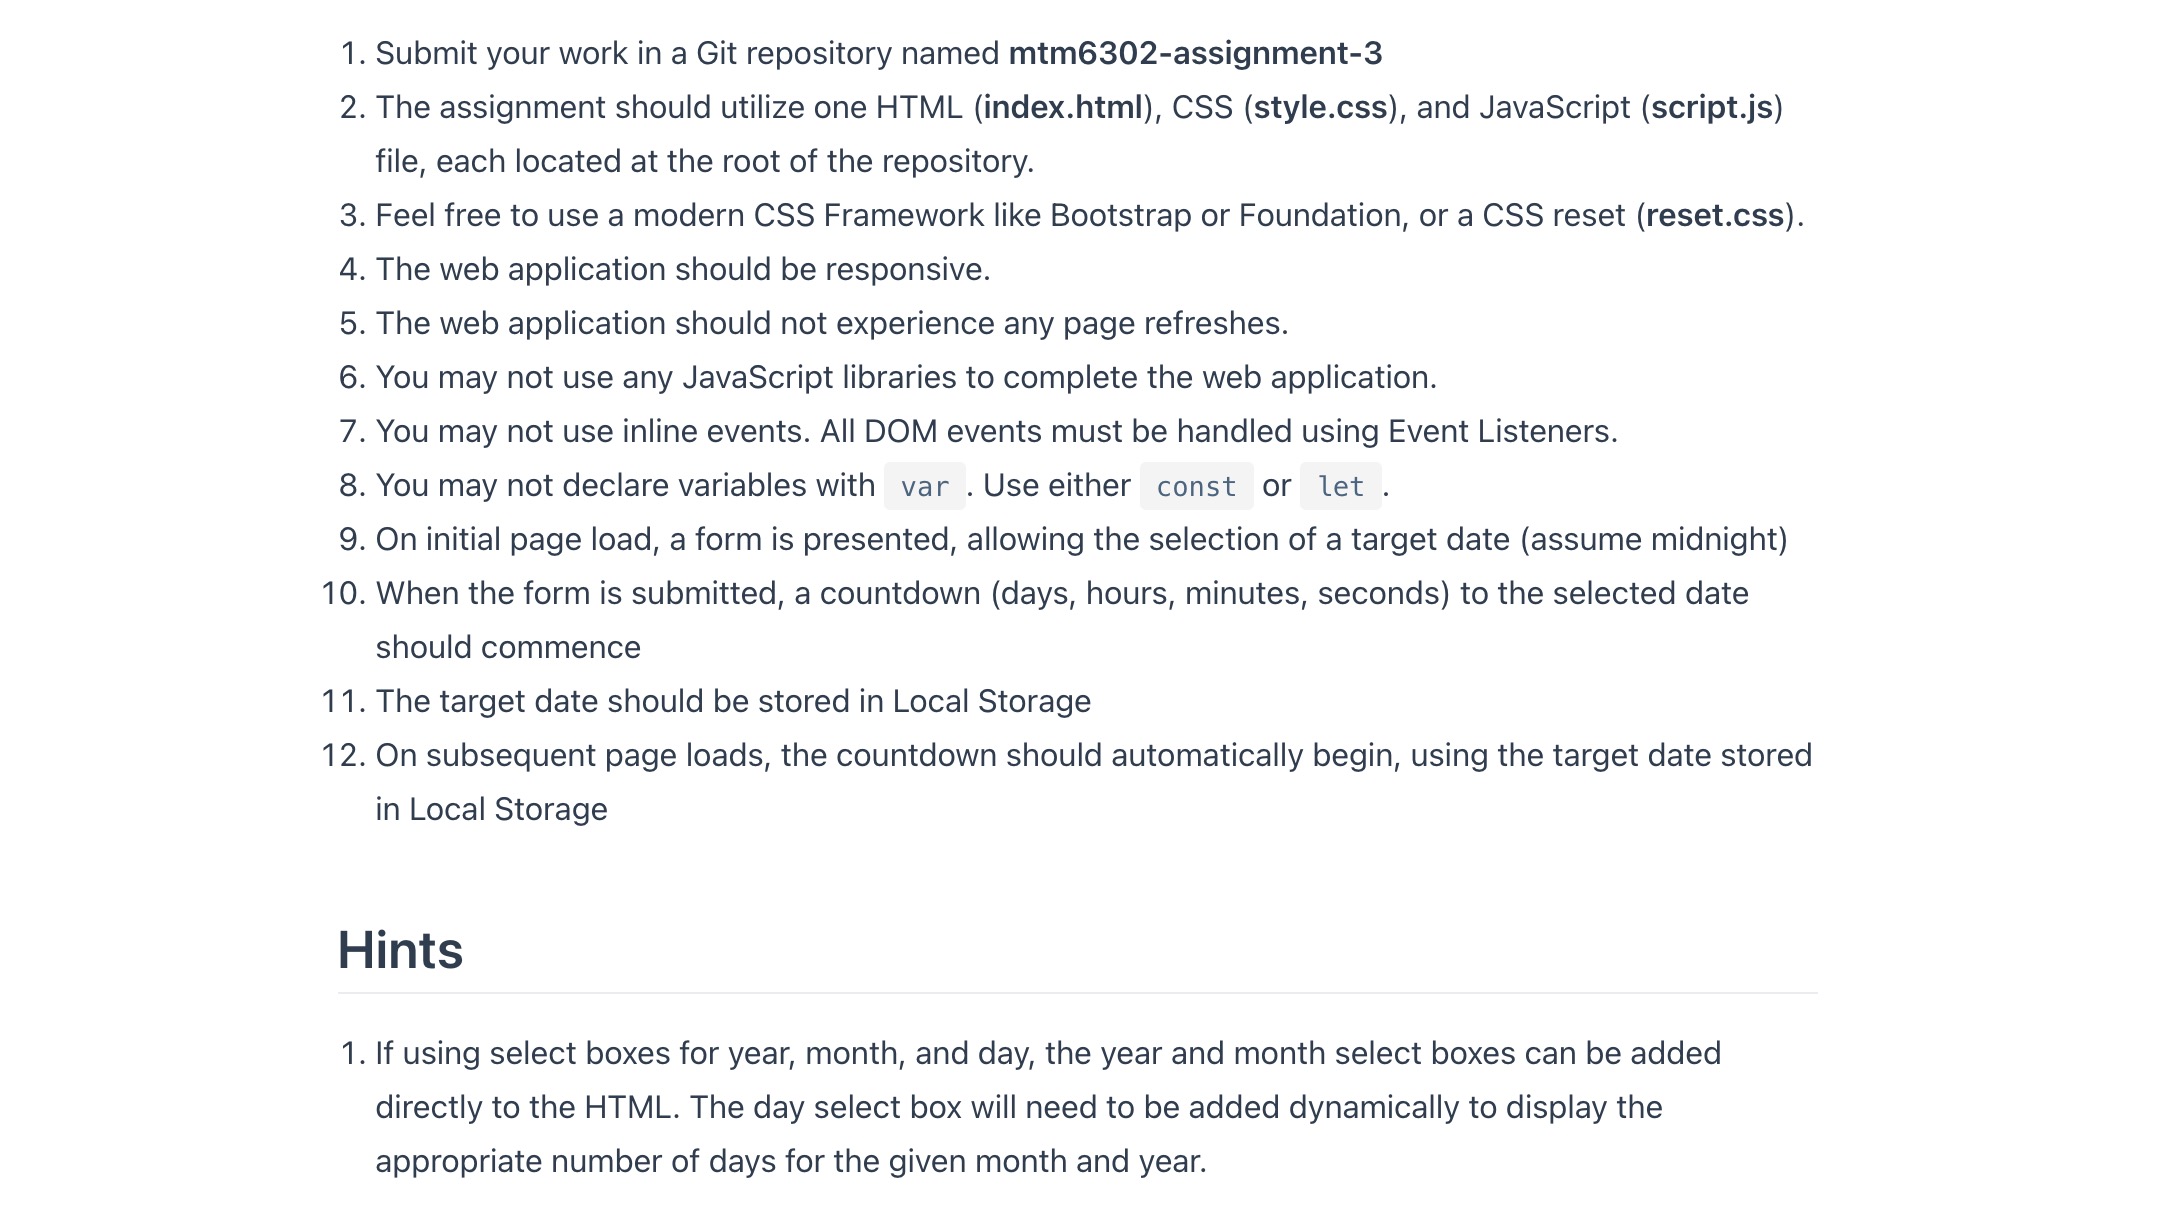 1. Submit your work in a Git repository named mtm6302-assignment-3
2. The assignment should utilize one HTML (index.html), CSS (style.css), and JavaScript (script.js)
file, each located at the root of the repository.
3. Feel free to use a modern CSS Framework like Bootstrap or Foundation, or a CSS reset (reset.css).
4. The web application should be responsive.
5. The web application should not experience any page refreshes.
6. You may not use any JavaScript libraries to complete the web application.
7. You may not use inline events. All DOM events must be handled using Event Listeners.
8. You may not declare variables with var . Use either const or let .
9. On initial page load, a form is presented, allowing the selection of a target date (assume midnight)
10. When the form is submitted, a countdown (days, hours, minutes, seconds) to the selected date
should commence
11. The target date should be stored in Local Storage
12. On subsequent page loads, the countdown should automatically begin, using the target date stored
in Local Storage
Hints
1. If using select boxes for year, month, and day, the year and month select boxes can be added
directly to the HTML. The day select box will need to be added dynamically to display the
appropriate number of days for the given month and year.